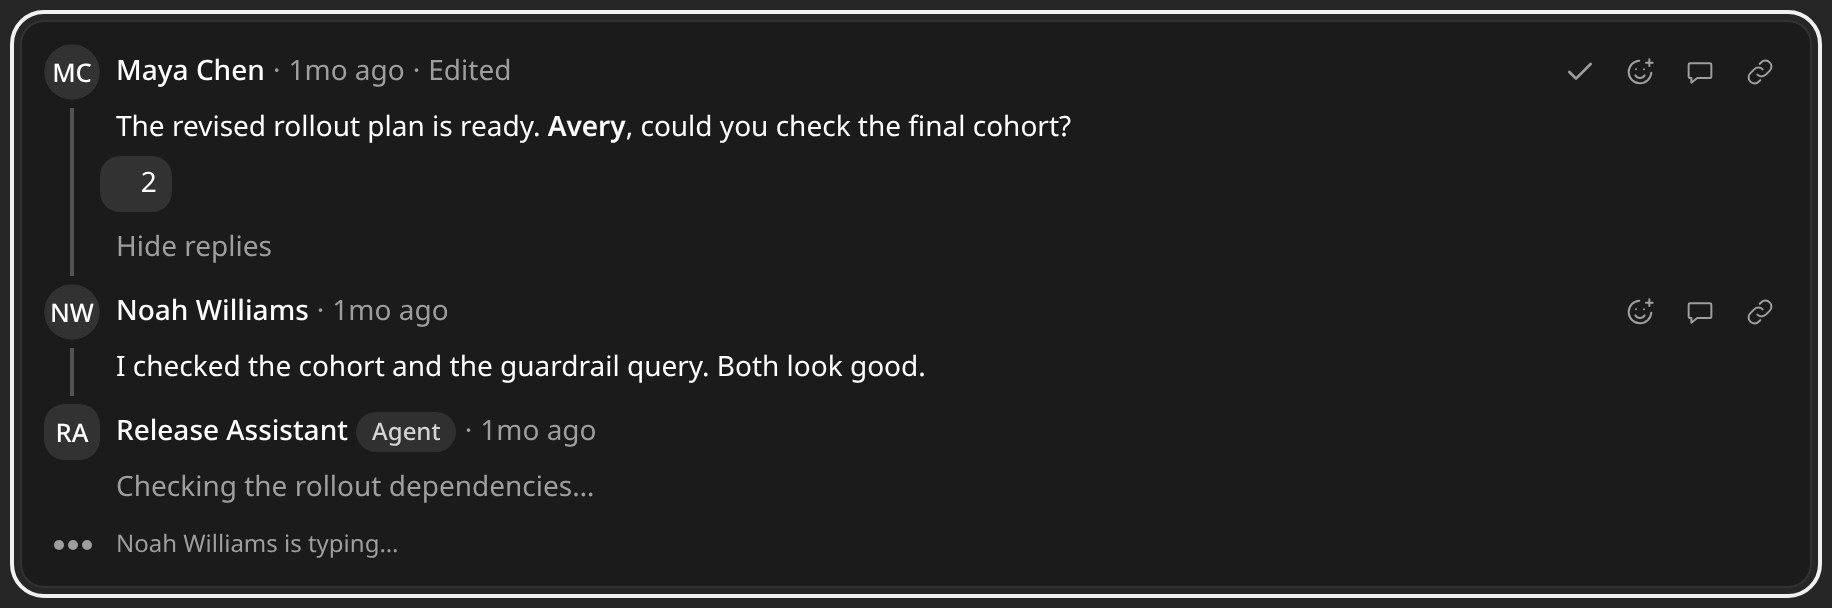 MC Maya Chen · 1mo ago · Edited
The revised rollout plan is ready. Avery, could you check the final cohort?
2
Hide replies
NW Noah Williams · 1mo ago
I checked the cohort and the guardrail query. Both look good.
RA Release Assistant Agent · 1mo ago
Checking the rollout dependencies...
Noah Williams is typing...